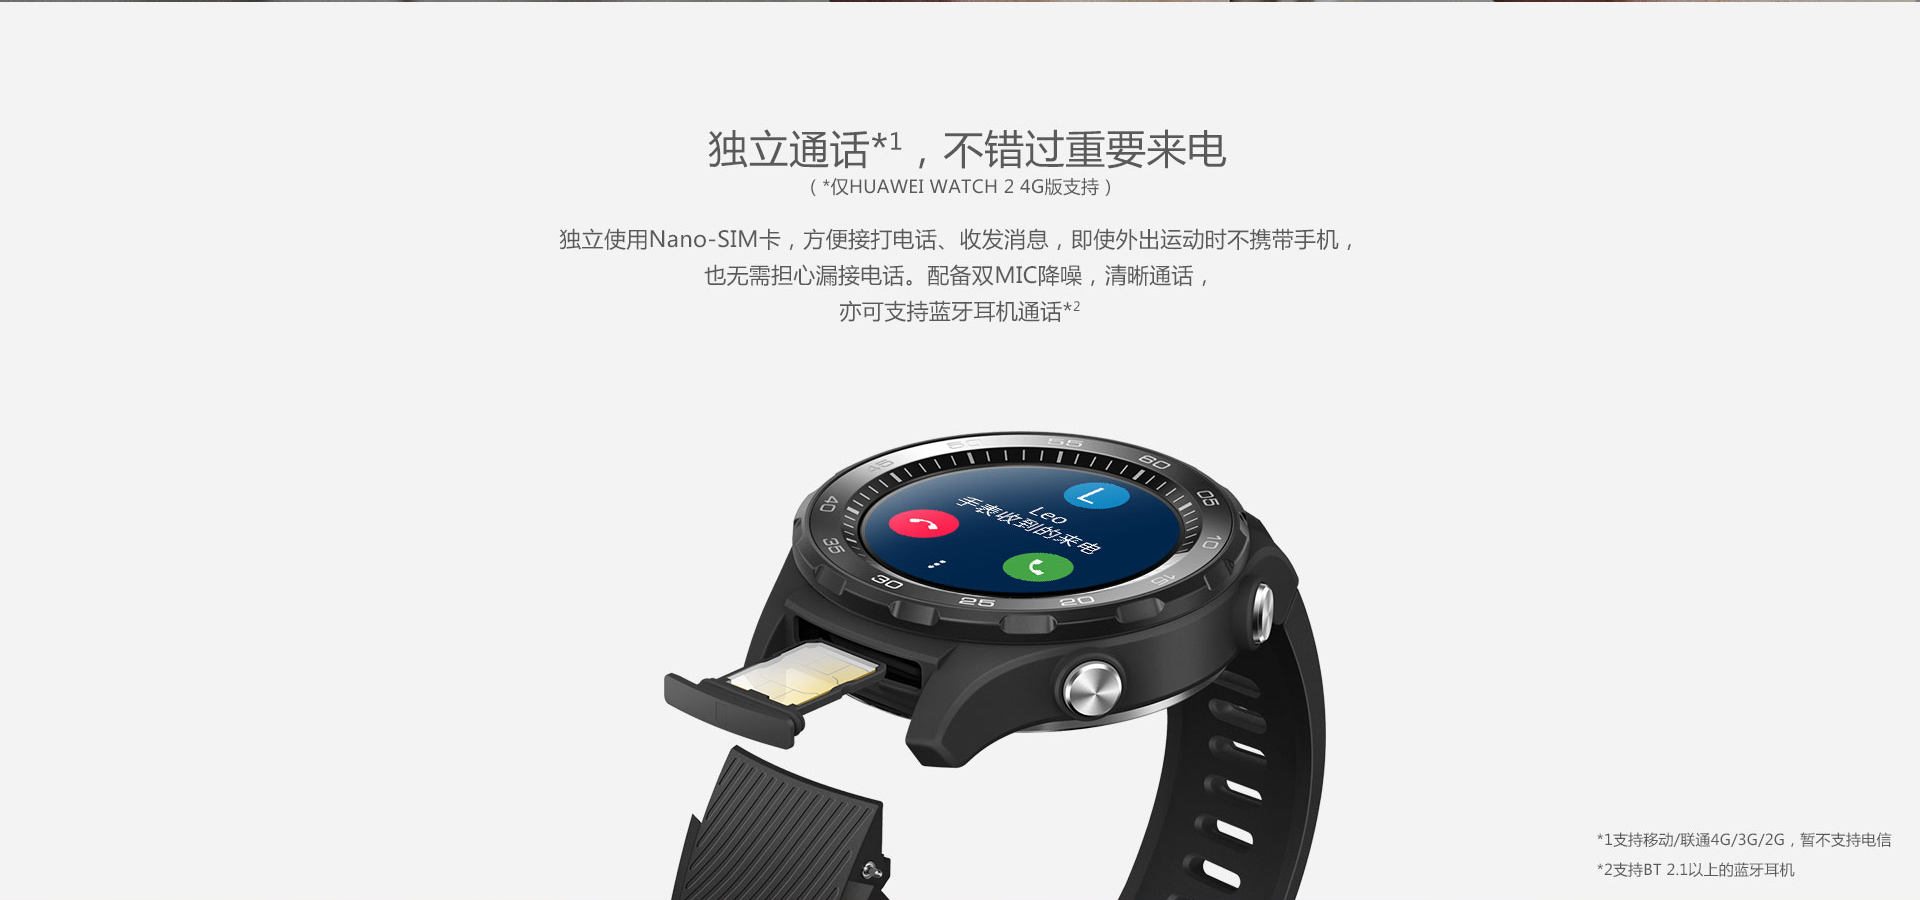 独立通话*1，不错过重要来电
（*仅HUAWEI WATCH 2 4G版支持）
独立使用Nano-SIM卡，方便接打电话、收发消息，即使外出运动时不携带手机，
也无需担心漏接电话。配备双MIC降噪，清晰通话，
亦可支持蓝牙耳机通话*2
50
55
60
45
05
L
40
Leo
手表收到的来电
35
10
30
15
25
20
*1支持移动/联通4G/3G/2G，暂不支持电信
*2支持BT 2.1以上的蓝牙耳机